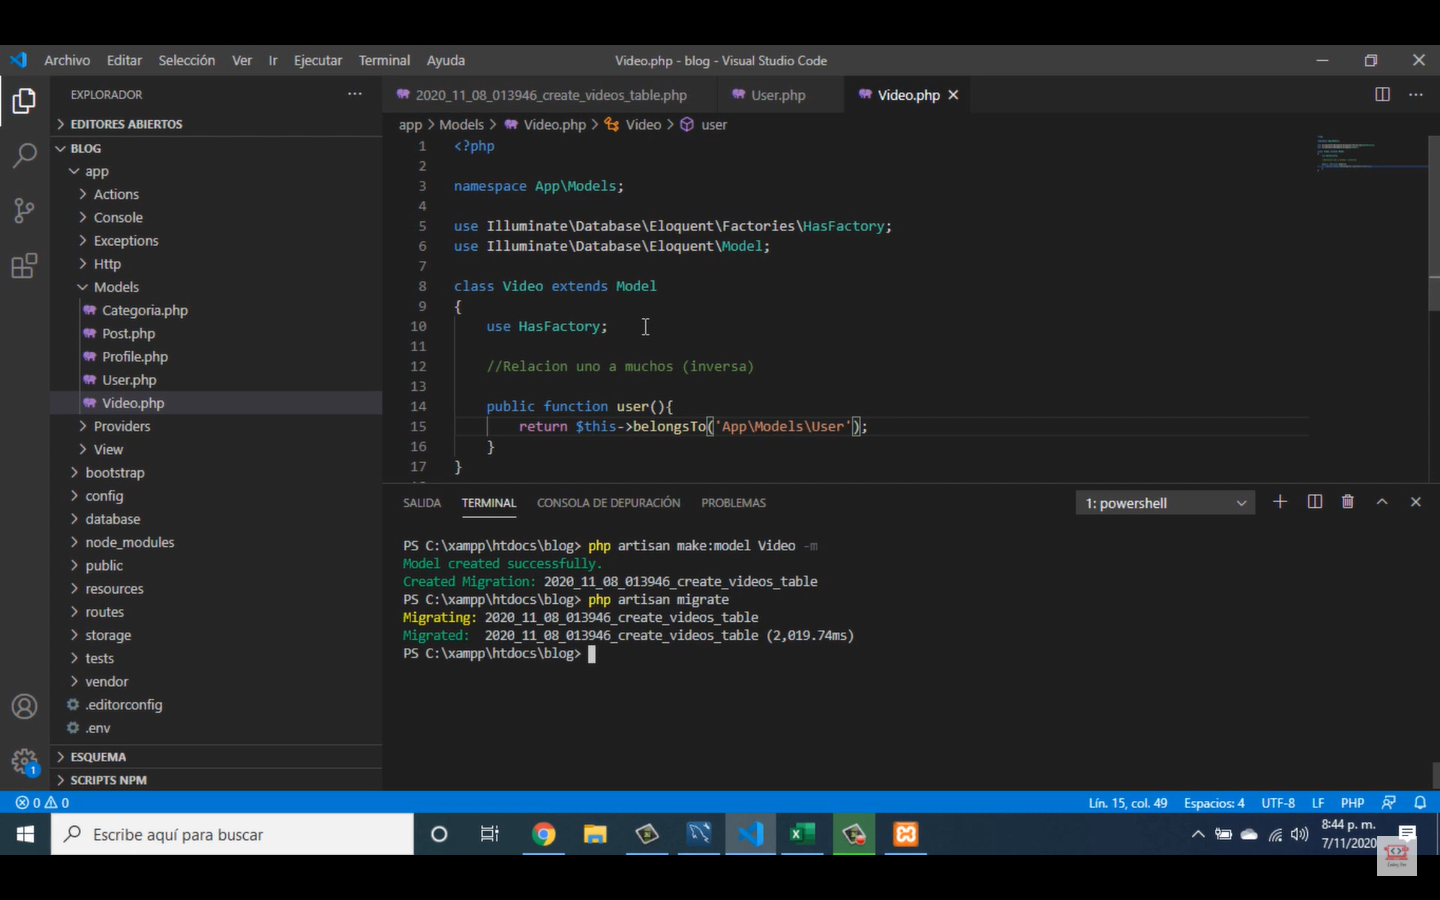 Archivo Editar Selección Ver Ir Ejecutar Terminal Ayuda
Video.php - blog - Visual Studio Code
EXPLORADOR
EDITORES ABIERTOS
BLOG
app
Actions
Console
Exceptions
Http
Models
Categoria.php
Post.php
Profile.php
User.php
Video.php
Providers
View
bootstrap
config
database
node_modules
public
resources
routes
storage
tests
vendor
.editorconfig
.env
ESQUEMA
SCRIPTS NPM
1
2020_11_08_013946_create_videos_table.php User.php Video.php
app > Models > Video.php > Video > user
1 <?php
2
3 namespace App\Models;
4
5 use Illuminate\Database\Eloquent\Factories\HasFactory;
6 use Illuminate\Database\Eloquent\Model;
7
8 class Video extends Model
9 {
10 use HasFactory;
11
12 //Relacion uno a muchos (inversa)
13
14 public function user(){
15 return $this->belongsTo('App\Models\User');
16 }
17 }
SALIDA TERMINAL CONSOLA DE DEPURACIÓN PROBLEMAS
1: powershell
PS C:\xampp\htdocs\blog> php artisan make:model Video -m
Model created successfully.
Created Migration: 2020_11_08_013946_create_videos_table
PS C:\xampp\htdocs\blog> php artisan migrate
Migrating: 2020_11_08_013946_create_videos_table
Migrated: 2020_11_08_013946_create_videos_table (2,019.74ms)
PS C:\xampp\htdocs\blog>
0 0
Lín. 15, col. 49 Espacios: 4 UTF-8 LF PHP
Escribe aquí para buscar
8:44 p. m.
7/11/2020